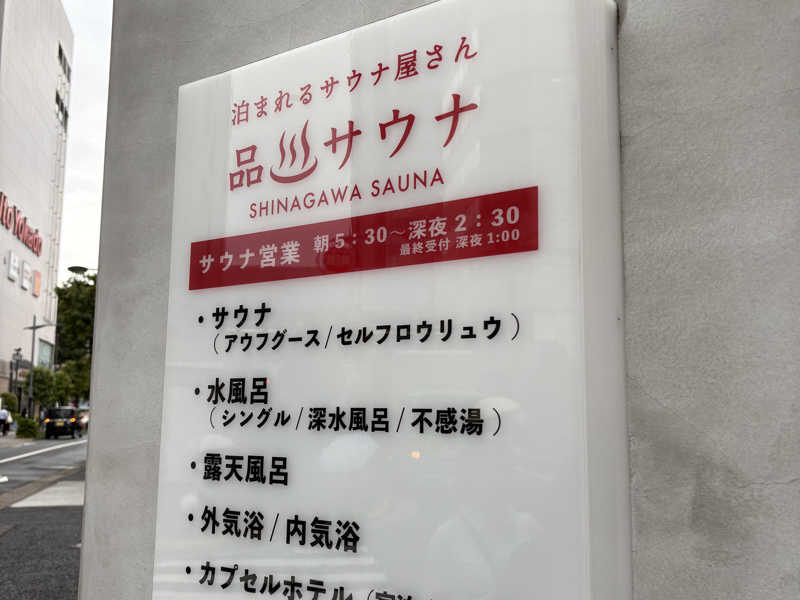 泊まれるサウナ屋さん
品♨サウナ
SHINAGAWA SAUNA
サウナ営業 朝5：30〜深夜2：30
最終受付 深夜1:00
・サウナ
（アウフグース/セルフロウリュウ）
・水風呂
（シングル/深水風呂/不感湯）
・露天風呂
・外気浴/内気浴
・カプセルホテル（宿泊